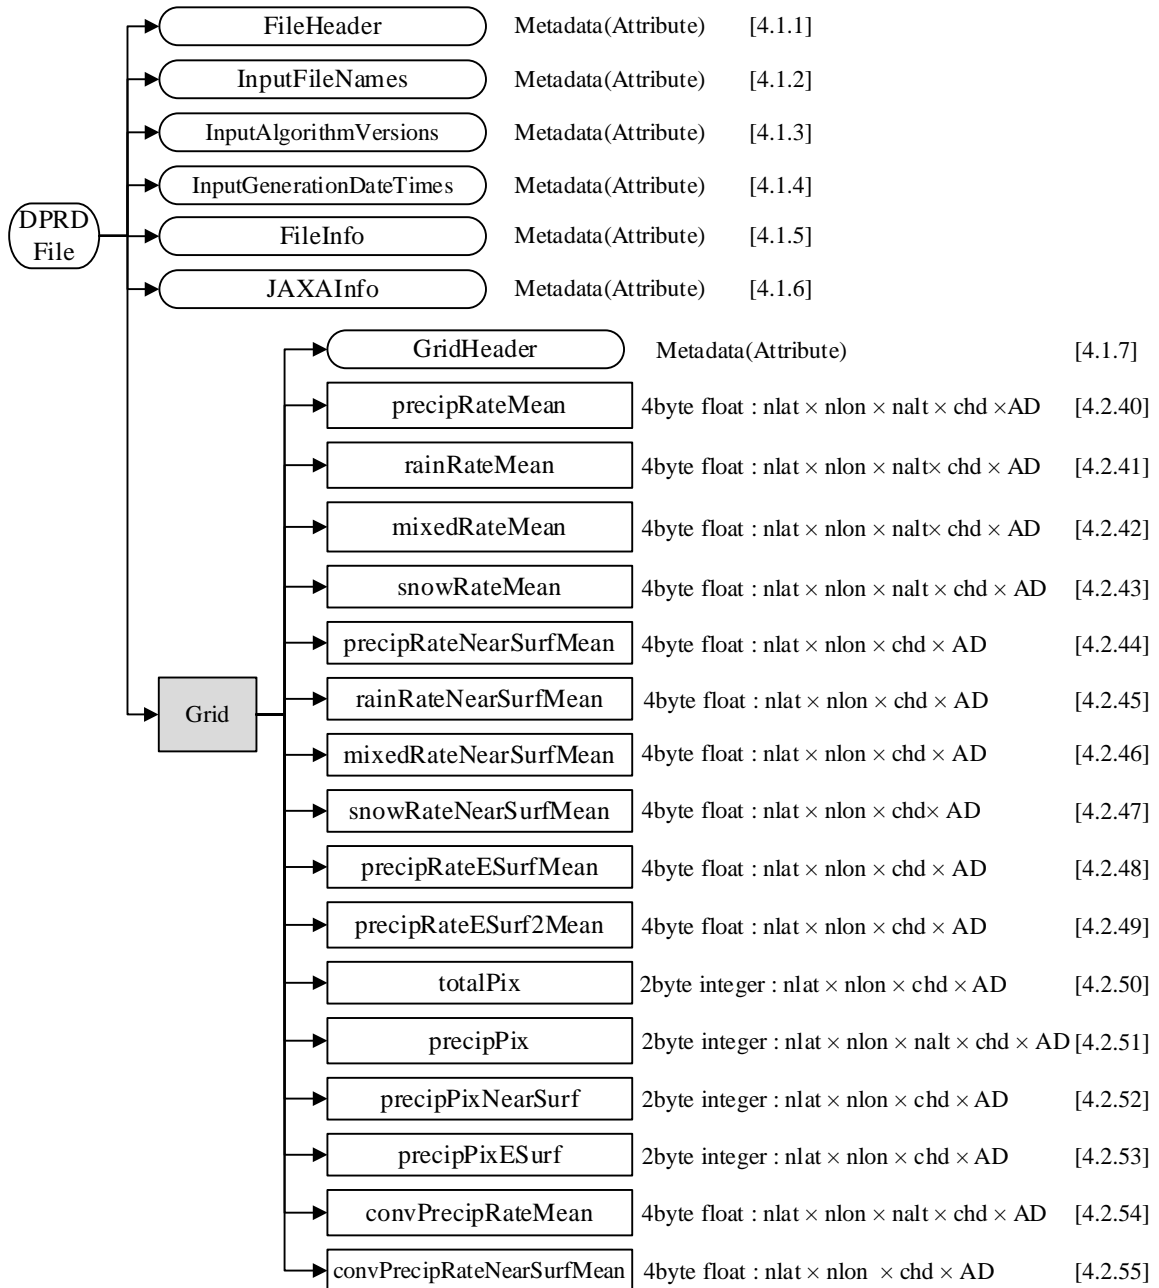 FileHeader Metadata(Attribute) [4.1.1]
InputFileNames Metadata(Attribute) [4.1.2]
InputAlgorithmVersions Metadata(Attribute) [4.1.3]
InputGenerationDateTimes Metadata(Attribute) [4.1.4]
DPRD
File
FileInfo Metadata(Attribute) [4.1.5]
JAXAInfo Metadata(Attribute) [4.1.6]
GridHeader Metadata(Attribute) [4.1.7]
precipRateMean 4byte float : nlat × nlon × nalt × chd ×AD [4.2.40]
rainRateMean 4byte float : nlat × nlon × nalt× chd × AD [4.2.41]
mixedRateMean 4byte float : nlat × nlon × nalt× chd × AD [4.2.42]
snowRateMean 4byte float : nlat × nlon × nalt × chd × AD [4.2.43]
precipRateNearSurfMean 4byte float : nlat × nlon × chd × AD [4.2.44]
Grid
rainRateNearSurfMean 4byte float : nlat × nlon × chd × AD [4.2.45]
mixedRateNearSurfMean 4byte float : nlat × nlon × chd × AD [4.2.46]
snowRateNearSurfMean 4byte float : nlat × nlon × chd× AD [4.2.47]
precipRateESurfMean 4byte float : nlat × nlon × chd × AD [4.2.48]
precipRateESurf2Mean 4byte float : nlat × nlon × chd × AD [4.2.49]
totalPix 2byte integer : nlat × nlon × chd × AD [4.2.50]
precipPix 2byte integer : nlat × nlon × nalt × chd × AD [4.2.51]
precipPixNearSurf 2byte integer : nlat × nlon × chd × AD [4.2.52]
precipPixESurf 2byte integer : nlat × nlon × chd × AD [4.2.53]
convPrecipRateMean 4byte float : nlat × nlon × nalt × chd × AD [4.2.54]
convPrecipRateNearSurfMean 4byte float : nlat × nlon × chd × AD [4.2.55]